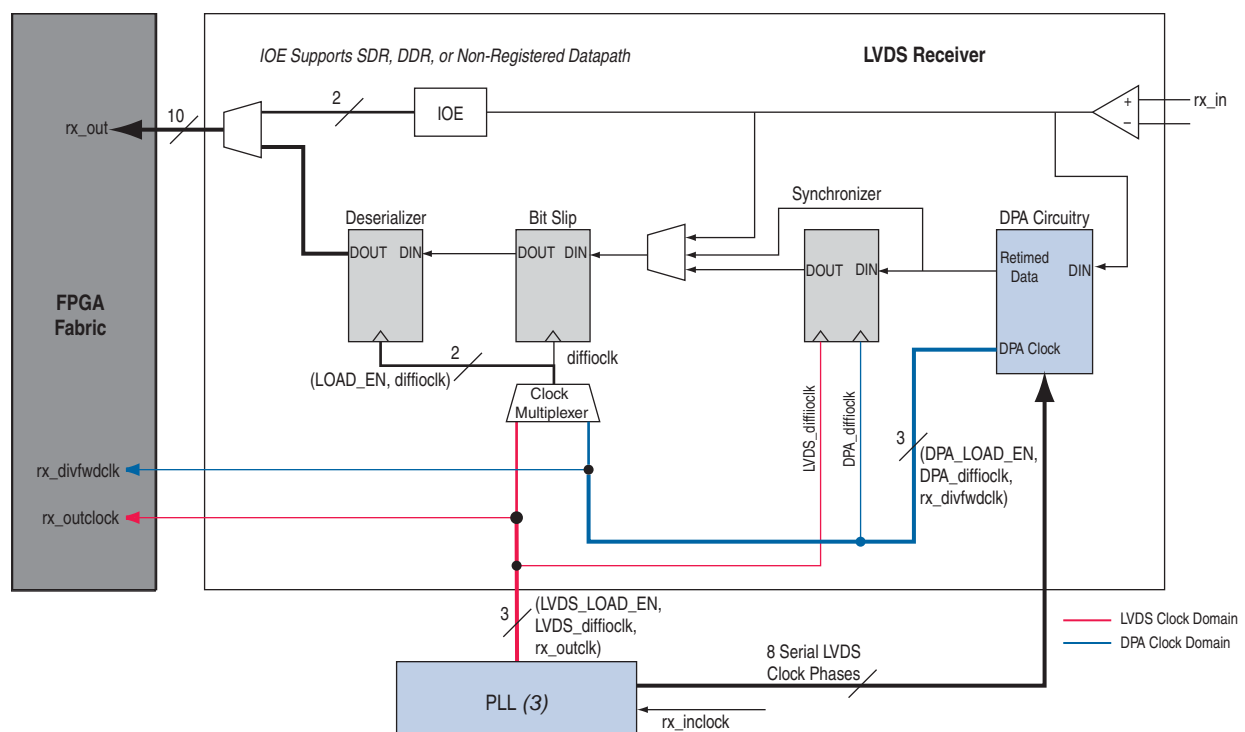 IOE Supports SDR, DDR, or Non-Registered Datapath
LVDS Receiver
rx_out
10
2
IOE
+
−
rx_in
Deserializer
Bit Slip
Synchronizer
DPA Circuitry
DOUT DIN
DOUT DIN
DOUT DIN
Retimed
Data
DIN
DPA Clock
FPGA
Fabric
2
(LOAD_EN, diffioclk)
diffioclk
Clock
Multiplexer
LVDS_diffiioclk
DPA_diffioclk
3
(DPA_LOAD_EN,
DPA_diffioclk,
rx_divfwdclk)
rx_divfwdclk
rx_outclock
3
(LVDS_LOAD_EN,
LVDS_diffioclk,
rx_outclk)
LVDS Clock Domain
DPA Clock Domain
8 Serial LVDS
Clock Phases
PLL (3)
rx_inclock